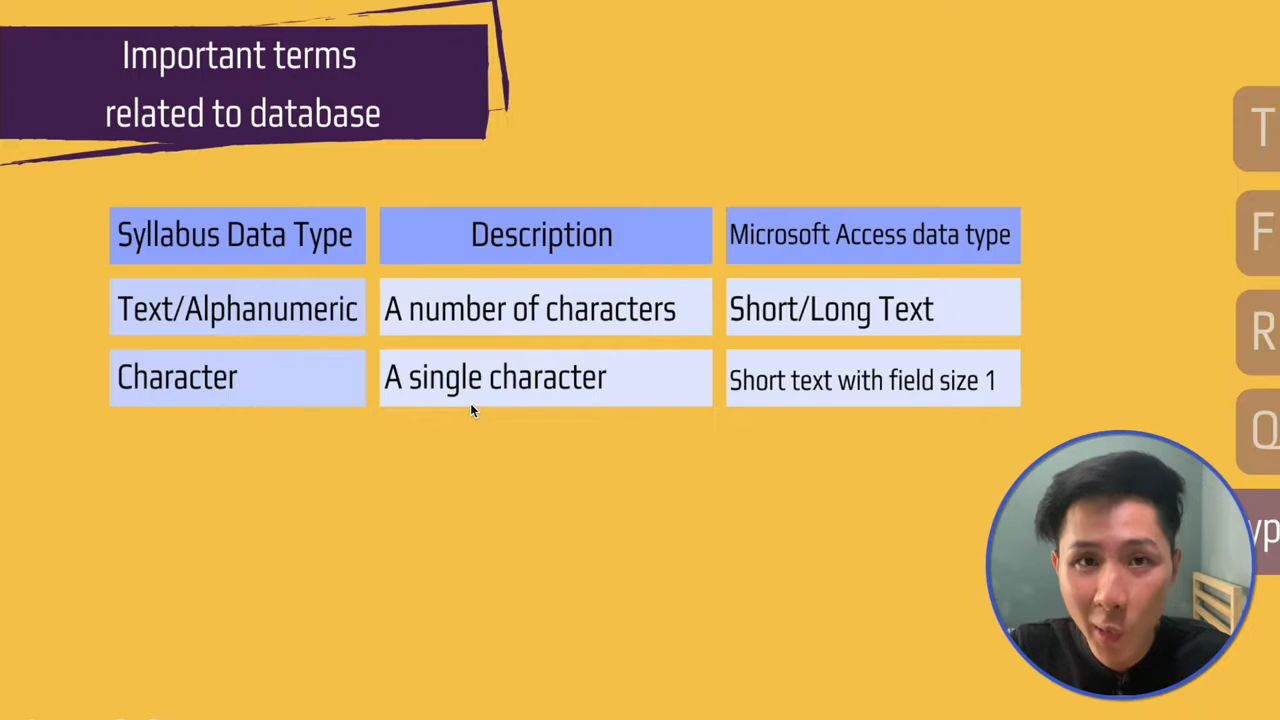 Important terms
related to database
Syllabus Data Type
Description
Microsoft Access data type
Text/Alphanumeric
A number of characters
Short/Long Text
Character
A single character
Short text with field size 1
T
F
R
Q
yp